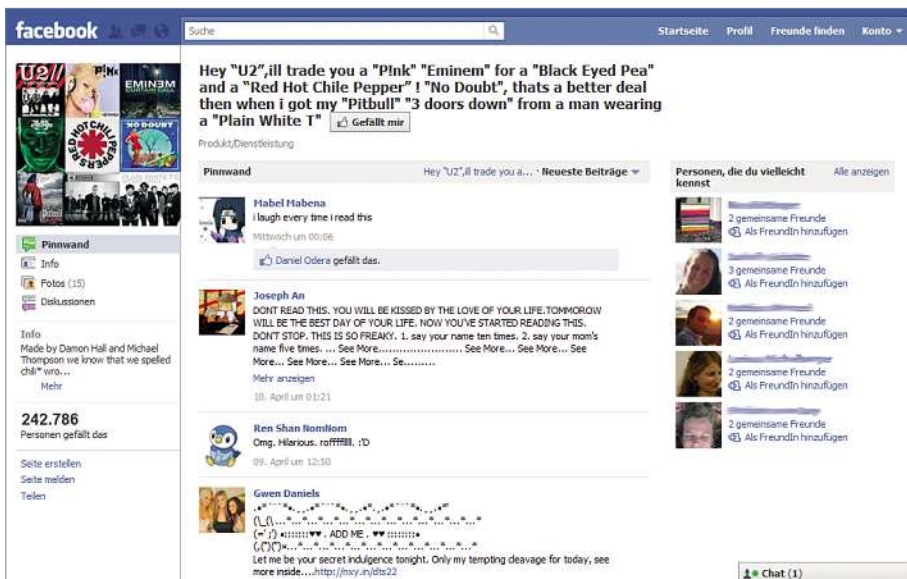 facebook
Suche
Startseite Profil Freunde finden Konto
Hey “U2”,ill trade you a "P!nk" "Eminem" for a "Black Eyed Pea"
and a “Red Hot Chile Pepper” ! "No Doubt", thats a better deal
then when i got my "Pitbull" "3 doors down" from a man wearing
a "Plain White T" Gefällt mir
Produkt/Dienstleistung
U2 P!NK EMINEM
CURTAIN CALL
RED HOT CHILI PEPPERS NO DOUBT
Pinnwand
Info
Fotos (15)
Diskussionen
Info
Made by Damon Hall and Michael
Thompson we know that we spelled
chili* wro...
Mehr
242.786
Personen gefällt das
Seite erstellen
Seite melden
Teilen
Pinnwand Hey "U2",ill trade you a... · Neueste Beiträge
Mabel Mabena
i laugh every time i read this
Mittwoch um 00:06
Daniel Odera gefällt das.
Joseph An
DONT READ THIS. YOU WILL BE KISSED BY THE LOVE OF YOUR LIFE.TOMMOROW
WILL BE THE BEST DAY OF YOUR LIFE. NOW YOU'VE STARTED READING THIS.
DON'T STOP. THIS IS SO FREAKY. 1. say your name ten times. 2. say your mom's
name five times. ... See More......................... See More... See More... See
More... See More... See More... Se.........
Mehr anzeigen
10. April um 01:21
Ren Shan NomNom
Omg. Hilarious. rofffflll. :'D
09. April um 12:50
Gwen Daniels
ADD ME
Let me be your secret indulgence tonight. Only my tempting cleavage for today, see
more inside....http://nxy.in/dts22
Personen, die du vielleicht
kennst
Alle anzeigen
2 gemeinsame Freunde
Als FreundIn hinzufügen
3 gemeinsame Freunde
Als FreundIn hinzufügen
2 gemeinsame Freunde
Als FreundIn hinzufügen
2 gemeinsame Freunde
Als FreundIn hinzufügen
2 gemeinsame Freunde
Als FreundIn hinzufügen
Chat (1)